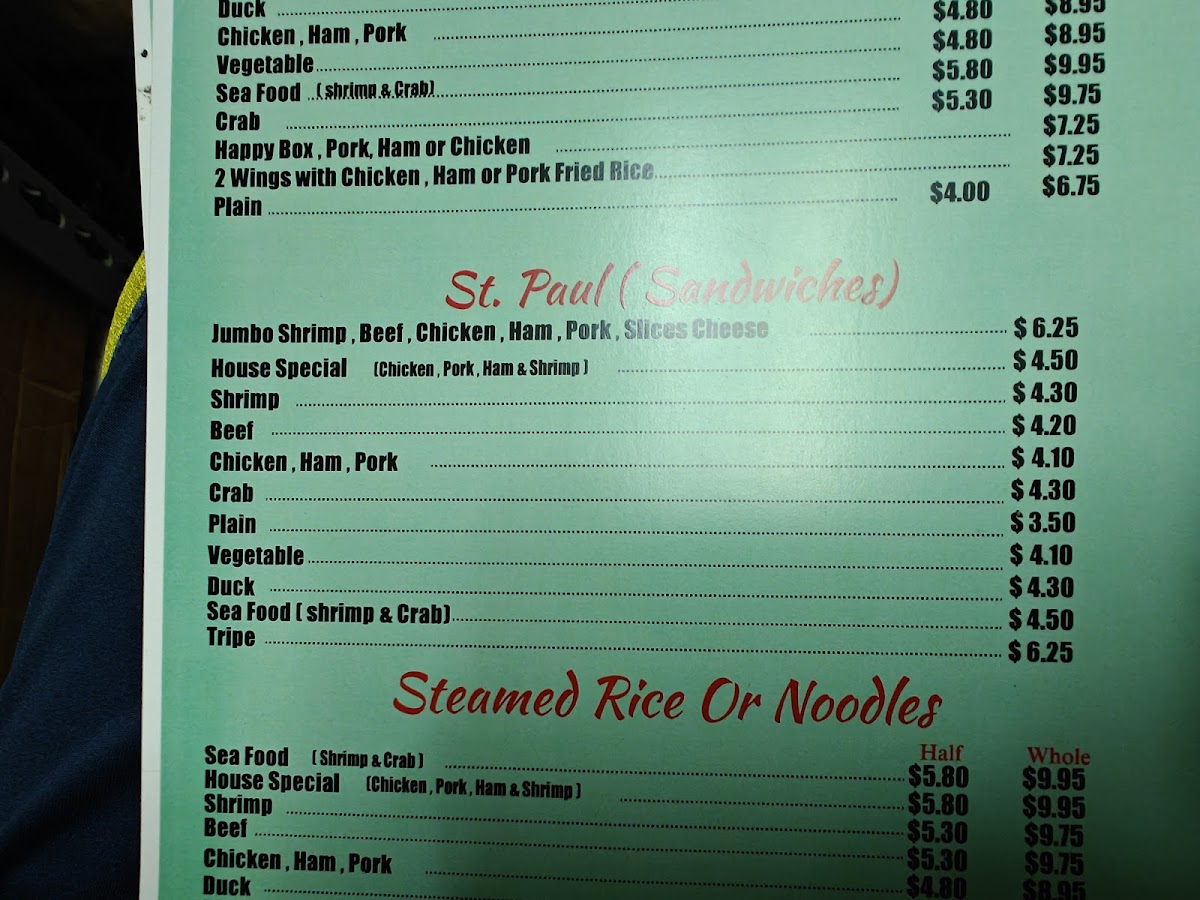 Duck $4.80 $8.95
Chicken , Ham , Pork $4.80 $8.95
Vegetable $5.80 $9.95
Sea Food ( shrimp & Crab) $5.30 $9.75
Crab $7.25
Happy Box , Pork, Ham or Chicken $7.25
2 Wings with Chicken , Ham or Pork Fried Rice $4.00 $6.75
Plain
St. Paul ( Sandwiches)
Jumbo Shrimp , Beef , Chicken , Ham , Pork , Slices Cheese $ 6.25
House Special (Chicken , Pork , Ham & Shrimp ) $ 4.50
Shrimp $ 4.30
Beef $ 4.20
Chicken , Ham , Pork $ 4.10
Crab $ 4.30
Plain $ 3.50
Vegetable $ 4.10
Duck $ 4.30
Sea Food ( shrimp & Crab) $ 4.50
Tripe $ 6.25
Steamed Rice Or Noodles
Half Whole
Sea Food ( Shrimp & Crab ) $5.80 $9.95
House Special (Chicken , Pork , Ham & Shrimp ) $5.80 $9.95
Shrimp $5.30 $9.75
Beef $5.30 $9.75
Chicken , Ham , Pork $4.80 $8.95
Duck